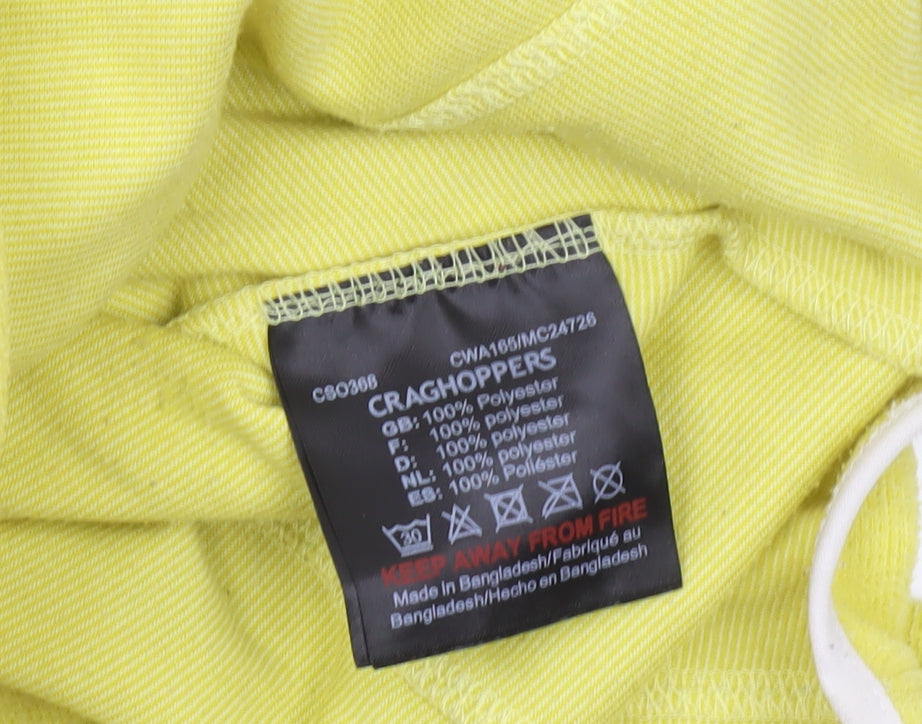 CWA165/MC24726
CSO368
CRAGHOPPERS
GB: 100% Polyester
F: 100% polyester
D: 100% polyester
NL: 100% polyester
ES: 100% Poliéster
30
KEEP AWAY FROM FIRE
Made in Bangladesh/Fabriqué au
Bangladesh/Hecho en Bangladesh